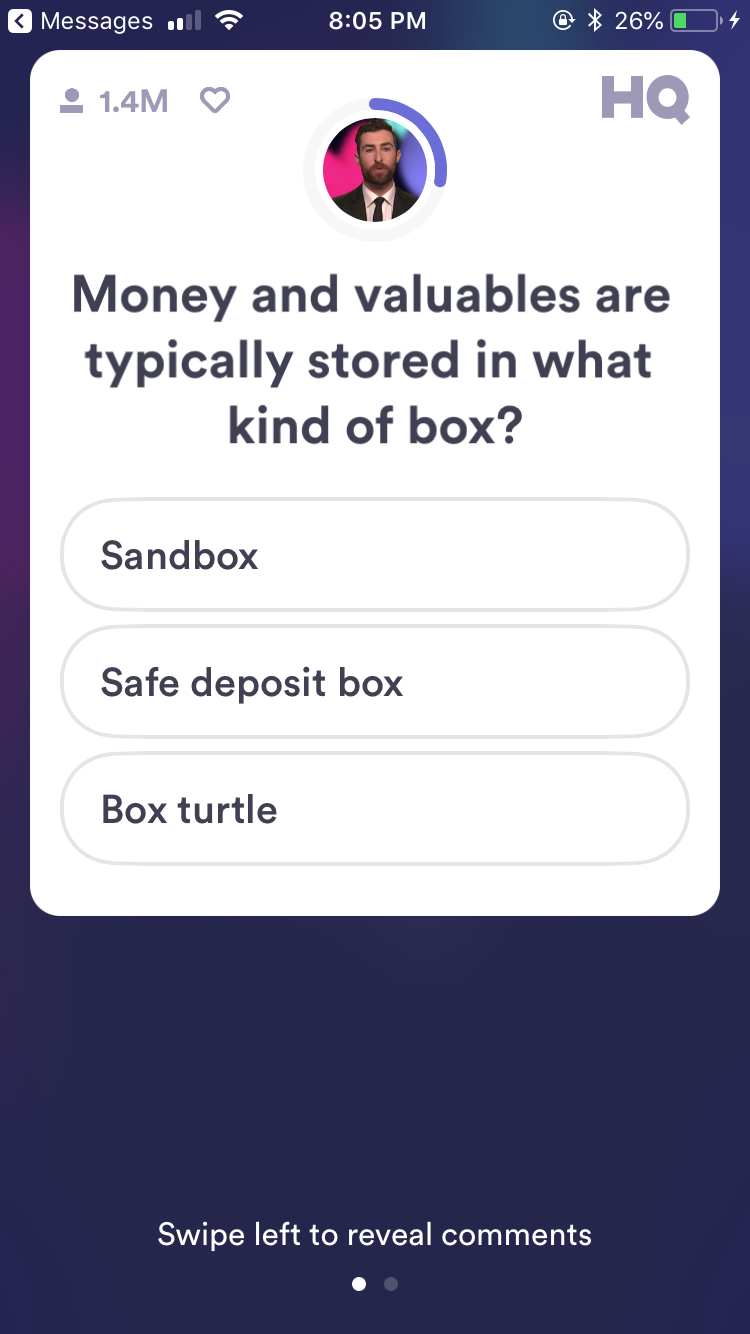 Messages 8:05 PM 26%
1.4M HQ
Money and valuables are
typically stored in what
kind of box?
Sandbox
Safe deposit box
Box turtle
Swipe left to reveal comments